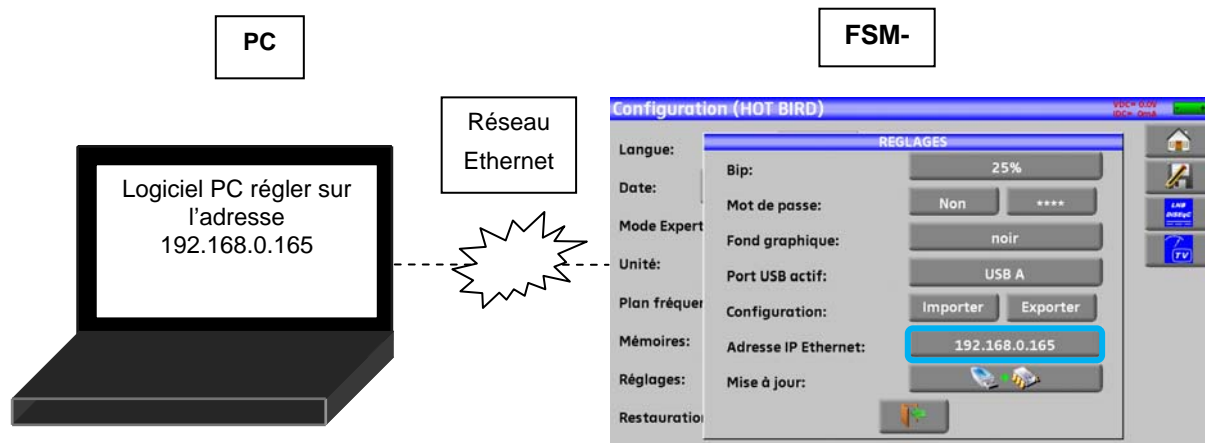 PC
FSM-
Réseau
Ethernet
Logiciel PC régler sur
l'adresse
192.168.0.165
Configuration (HOT BIRD)
VDC= 0.0V
IDC= 0mA
Langue:
Date:
Mode Expert
Unité:
Plan fréquen
Mémoires:
Réglages:
Restauration
REGLAGES
Bip:
25%
Mot de passe:
Non
****
Fond graphique:
noir
Port USB actif:
USB A
Configuration:
Importer
Exporter
Adresse IP Ethernet:
192.168.0.165
Mise à jour:
LNB
DiSEqC
TV